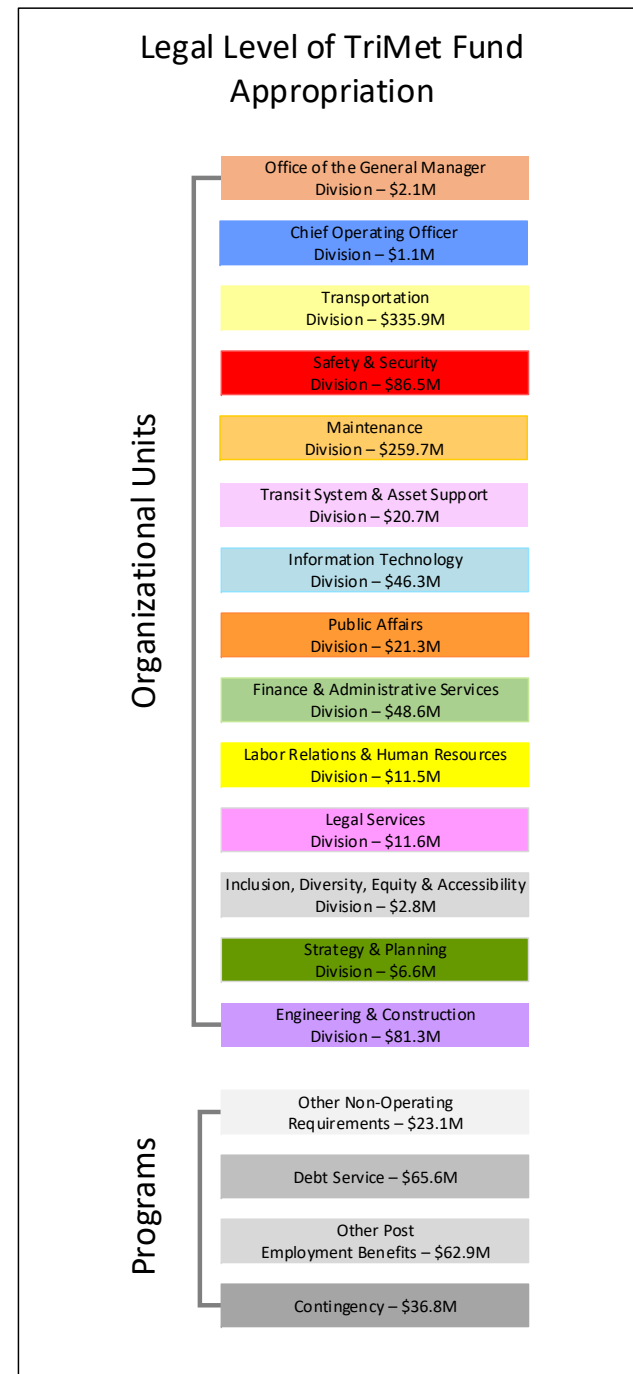 Legal Level of TriMet Fund
Appropriation
Organizational Units
Office of the General Manager
Division – $2.1M
Chief Operating Officer
Division – $1.1M
Transportation
Division – $335.9M
Safety & Security
Division – $86.5M
Maintenance
Division – $259.7M
Transit System & Asset Support
Division – $20.7M
Information Technology
Division – $46.3M
Public Affairs
Division – $21.3M
Finance & Administrative Services
Division – $48.6M
Labor Relations & Human Resources
Division – $11.5M
Legal Services
Division – $11.6M
Inclusion, Diversity, Equity & Accessibility
Division – $2.8M
Strategy & Planning
Division – $6.6M
Engineering & Construction
Division – $81.3M
Programs
Other Non-Operating
Requirements – $23.1M
Debt Service – $65.6M
Other Post
Employment Benefits – $62.9M
Contingency – $36.8M